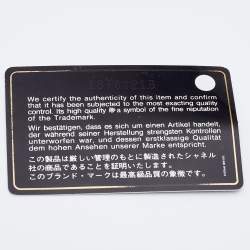 We certify the authenticity of this item and confirm
that it has been subjected to the most exacting quality
control. Its high quality is a symbol of the fine reputation
of the Trademark.
Wir bestätigen, dass es sich um einen Artikel handelt,
der während seiner Herstellung strengsten Kontrollen
unterworfen war, und dessen erstklassige Qualität
dem hohen Ansehen unserer Marke entspricht.
この製品は厳しい管理のもとに製造されたシャネル
社の商品であることを証明いたします。
このブランド・マークは最高級品の象徴です。